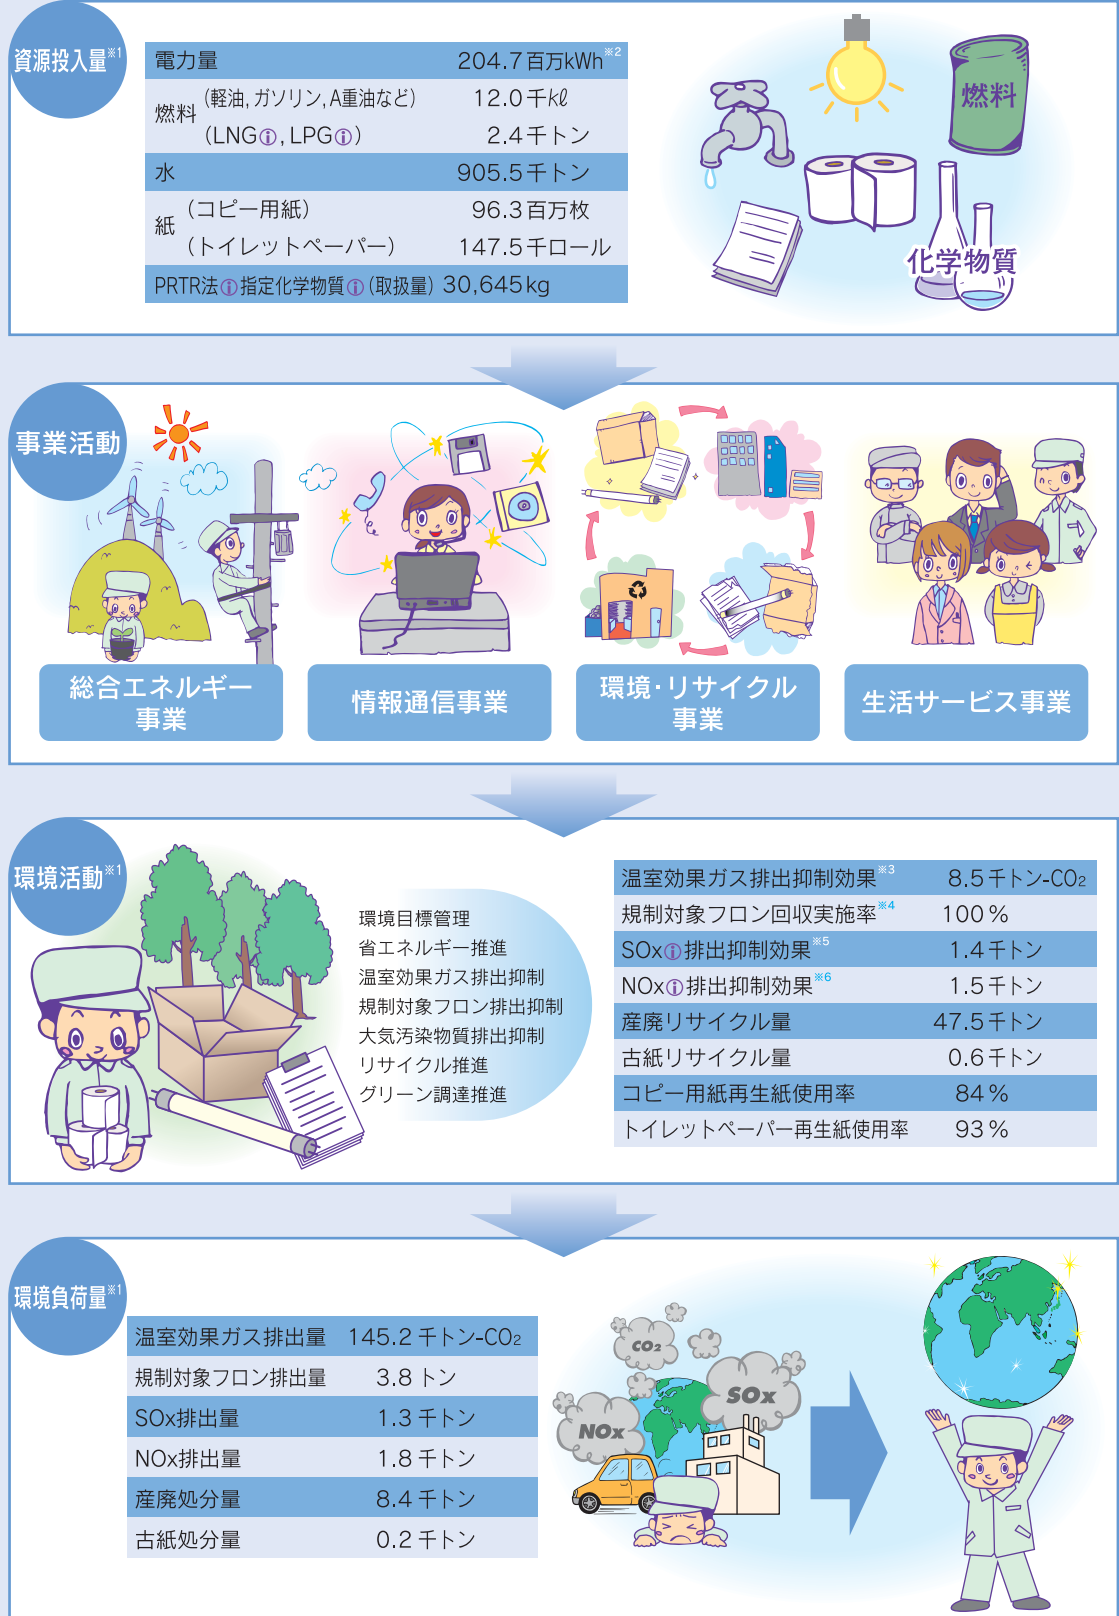 資源投入量※1
電力量 204.7百万kWh※2
燃料 (軽油,ガソリン,A重油など) 12.0千kℓ
(LNGⓘ,LPGⓘ) 2.4千トン
水 905.5千トン
紙 (コピー用紙) 96.3百万枚
(トイレットペーパー) 147.5千ロール
PRTR法ⓘ指定化学物質ⓘ(取扱量) 30,645kg
燃料
化学物質
事業活動
総合エネルギー
事業
情報通信事業
環境・リサイクル
事業
生活サービス事業
環境活動※1
環境目標管理
省エネルギー推進
温室効果ガス排出抑制
規制対象フロン排出抑制
大気汚染物質排出抑制
リサイクル推進
グリーン調達推進
温室効果ガス排出抑制効果※3 8.5千トン-CO2
規制対象フロン回収実施率※4 100%
SOxⓘ排出抑制効果※5 1.4千トン
NOxⓘ排出抑制効果※6 1.5千トン
産廃リサイクル量 47.5千トン
古紙リサイクル量 0.6千トン
コピー用紙再生紙使用率 84%
トイレットペーパー再生紙使用率 93%
環境負荷量※1
温室効果ガス排出量 145.2千トン-CO2
規制対象フロン排出量 3.8トン
SOx排出量 1.3千トン
NOx排出量 1.8千トン
産廃処分量 8.4千トン
古紙処分量 0.2千トン
CO2
SOx
NOx